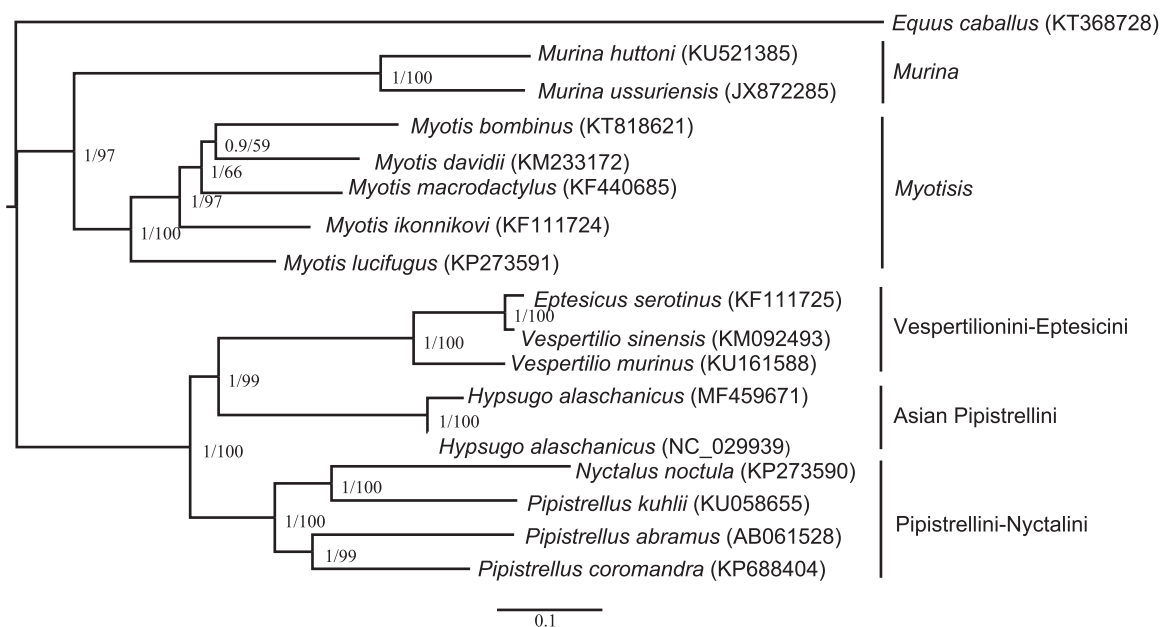 Equus caballus (KT368728)
Murina huttoni (KU521385)
Murina
1/100
Murina ussuriensis (JX872285)
Myotis bombinus (KT818621)
0.9/59
1/97
Myotis davidii (KM233172)
1/66
Myotis macrodactylus (KF440685)
Myotisis
1/97
Myotis ikonnikovi (KF111724)
1/100
Myotis lucifugus (KP273591)
Eptesicus serotinus (KF111725)
1/100
Vespertilionini-Eptesicini
Vespertilio sinensis (KM092493)
1/100
Vespertilio murinus (KU161588)
1/99
Hypsugo alaschanicus (MF459671)
1/100
Asian Pipistrellini
Hypsugo alaschanicus (NC_029939)
1/100
Nyctalus noctula (KP273590)
1/100
Pipistrellus kuhlii (KU058655)
1/100
Pipistrellini-Nyctalini
Pipistrellus abramus (AB061528)
1/99
Pipistrellus coromandra (KP688404)
0.1